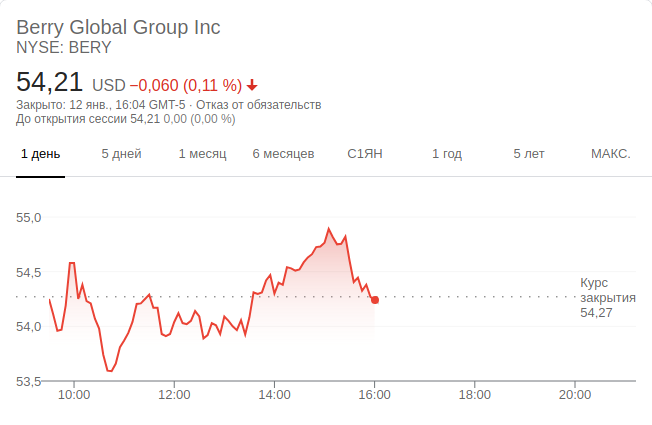 Berry Global Group Inc
NYSE: BERY
54,21 USD −0,060 (0,11 %)
Закрыто: 12 янв., 16:04 GMT-5 · Отказ от обязательств
До открытия сессии 54,21 0,00 (0,00 %)
1 день 5 дней 1 месяц 6 месяцев С1ЯН 1 год 5 лет МАКС.
55,0
54,5
Курс
закрытия
54,27
54,0
53,5
10:00 12:00 14:00 16:00 18:00 20:00